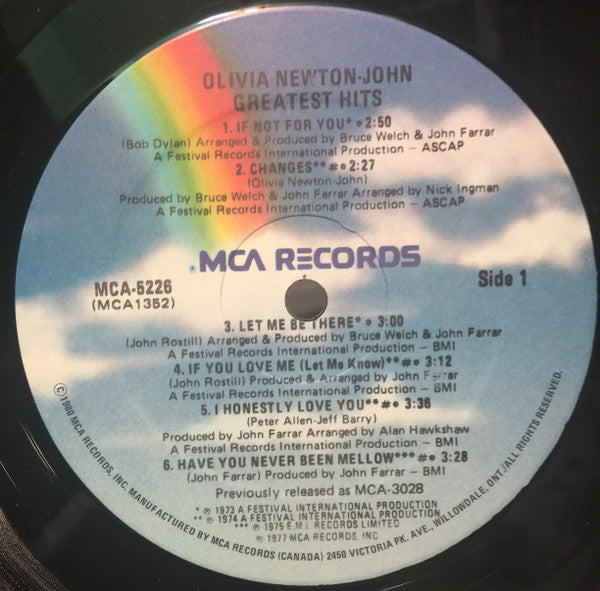 OLIVIA NEWTON-JOHN
GREATEST HITS
1. IF NOT FOR YOU* • 2:50
(Bob Dylan) Arranged & Produced by Bruce Welch & John Farrar
A Festival Records International Production – ASCAP
2. CHANGES**#• 2:27
(Olivia Newton-John)
Produced by Bruce Welch & John Farrar Arranged by Nick Ingman
A Festival Records International Production – ASCAP
® MCA RECORDS
MCA-5226
(MCA1352)
Side 1
3. LET ME BE THERE* • 3:00
(John Rostill) Arranged & Produced by Bruce Welch & John Farrar
A Festival Records International Production – BMI
4. IF YOU LOVE ME (Let Me Know)**#• 3:12
(John Rostill) Produced & Arranged by John Farrar
A Festival Records International Production – BMI
5. I HONESTLY LOVE YOU**#• 3:36
(Peter Allen-Jeff Barry)
Produced by John Farrar Arranged by Alan Hawkshaw
A Festival Records International Production – BMI
6. HAVE YOU NEVER BEEN MELLOW***#• 3:28
(John Farrar) Produced by John Farrar – BMI
Previously released as MCA-3028
* ℗ 1973 A FESTIVAL INTERNATIONAL PRODUCTION
** ℗ 1974 A FESTIVAL INTERNATIONAL PRODUCTION
*** ℗ 1975 E.M.I. RECORDS LIMITED
℗ 1977 MCA RECORDS, INC
© 1980 MCA RECORDS, INC. MANUFACTURED BY MCA RECORDS (CANADA) 2450 VICTORIA PK. AVE., WILLOWDALE, ONT./ALL RIGHTS RESERVED.